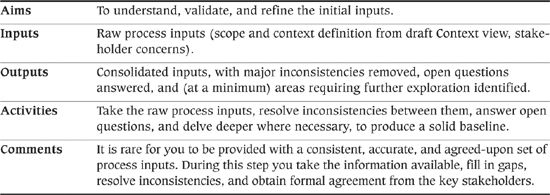 Aims To understand, validate, and refine the initial inputs.
Inputs Raw process inputs (scope and context definition from draft Context view, stake-
holder concerns).
Outputs Consolidated inputs, with major inconsistencies removed, open questions
answered, and (at a minimum) areas requiring further exploration identified.
Activities Take the raw process inputs, resolve inconsistencies between them, answer open
questions, and delve deeper where necessary, to produce a solid baseline.
Comments It is rare for you to be provided with a consistent, accurate, and agreed-upon set of
process inputs. During this step you take the information available, fill in gaps,
resolve inconsistencies, and obtain formal agreement from the key stakeholders.